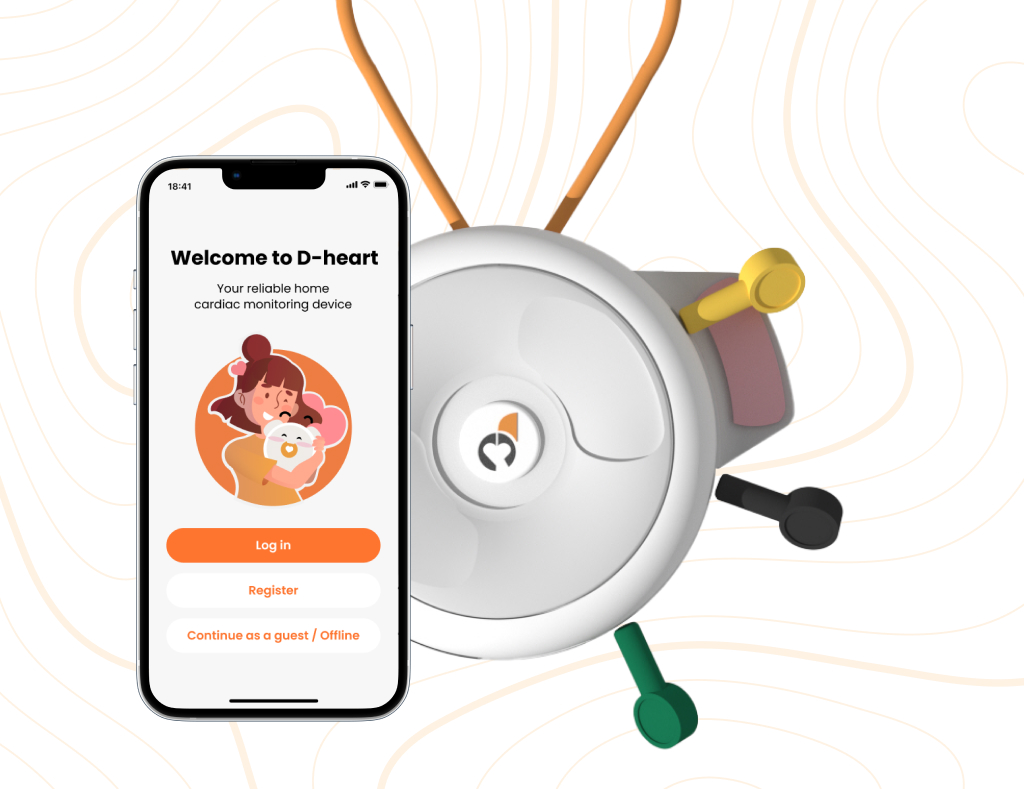 18:41
Welcome to D-heart
Your reliable home
cardiac monitoring device
Log in
Register
Continue as a guest / Offline